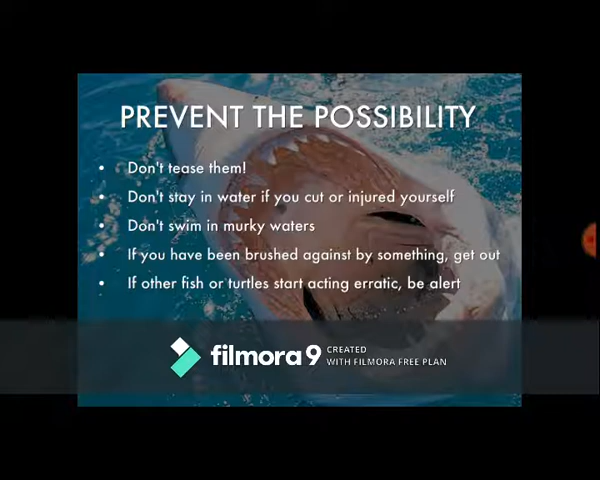 PREVENT THE POSSIBILITY
Don't tease them!
Don't stay in water if you cut or injured yourself
Don't swim in murky waters
If you have been brushed against by something, get out
If other fish or turtles start acting erratic, be alert
filmora 9 CREATED
WITH FILMORA FREE PLAN